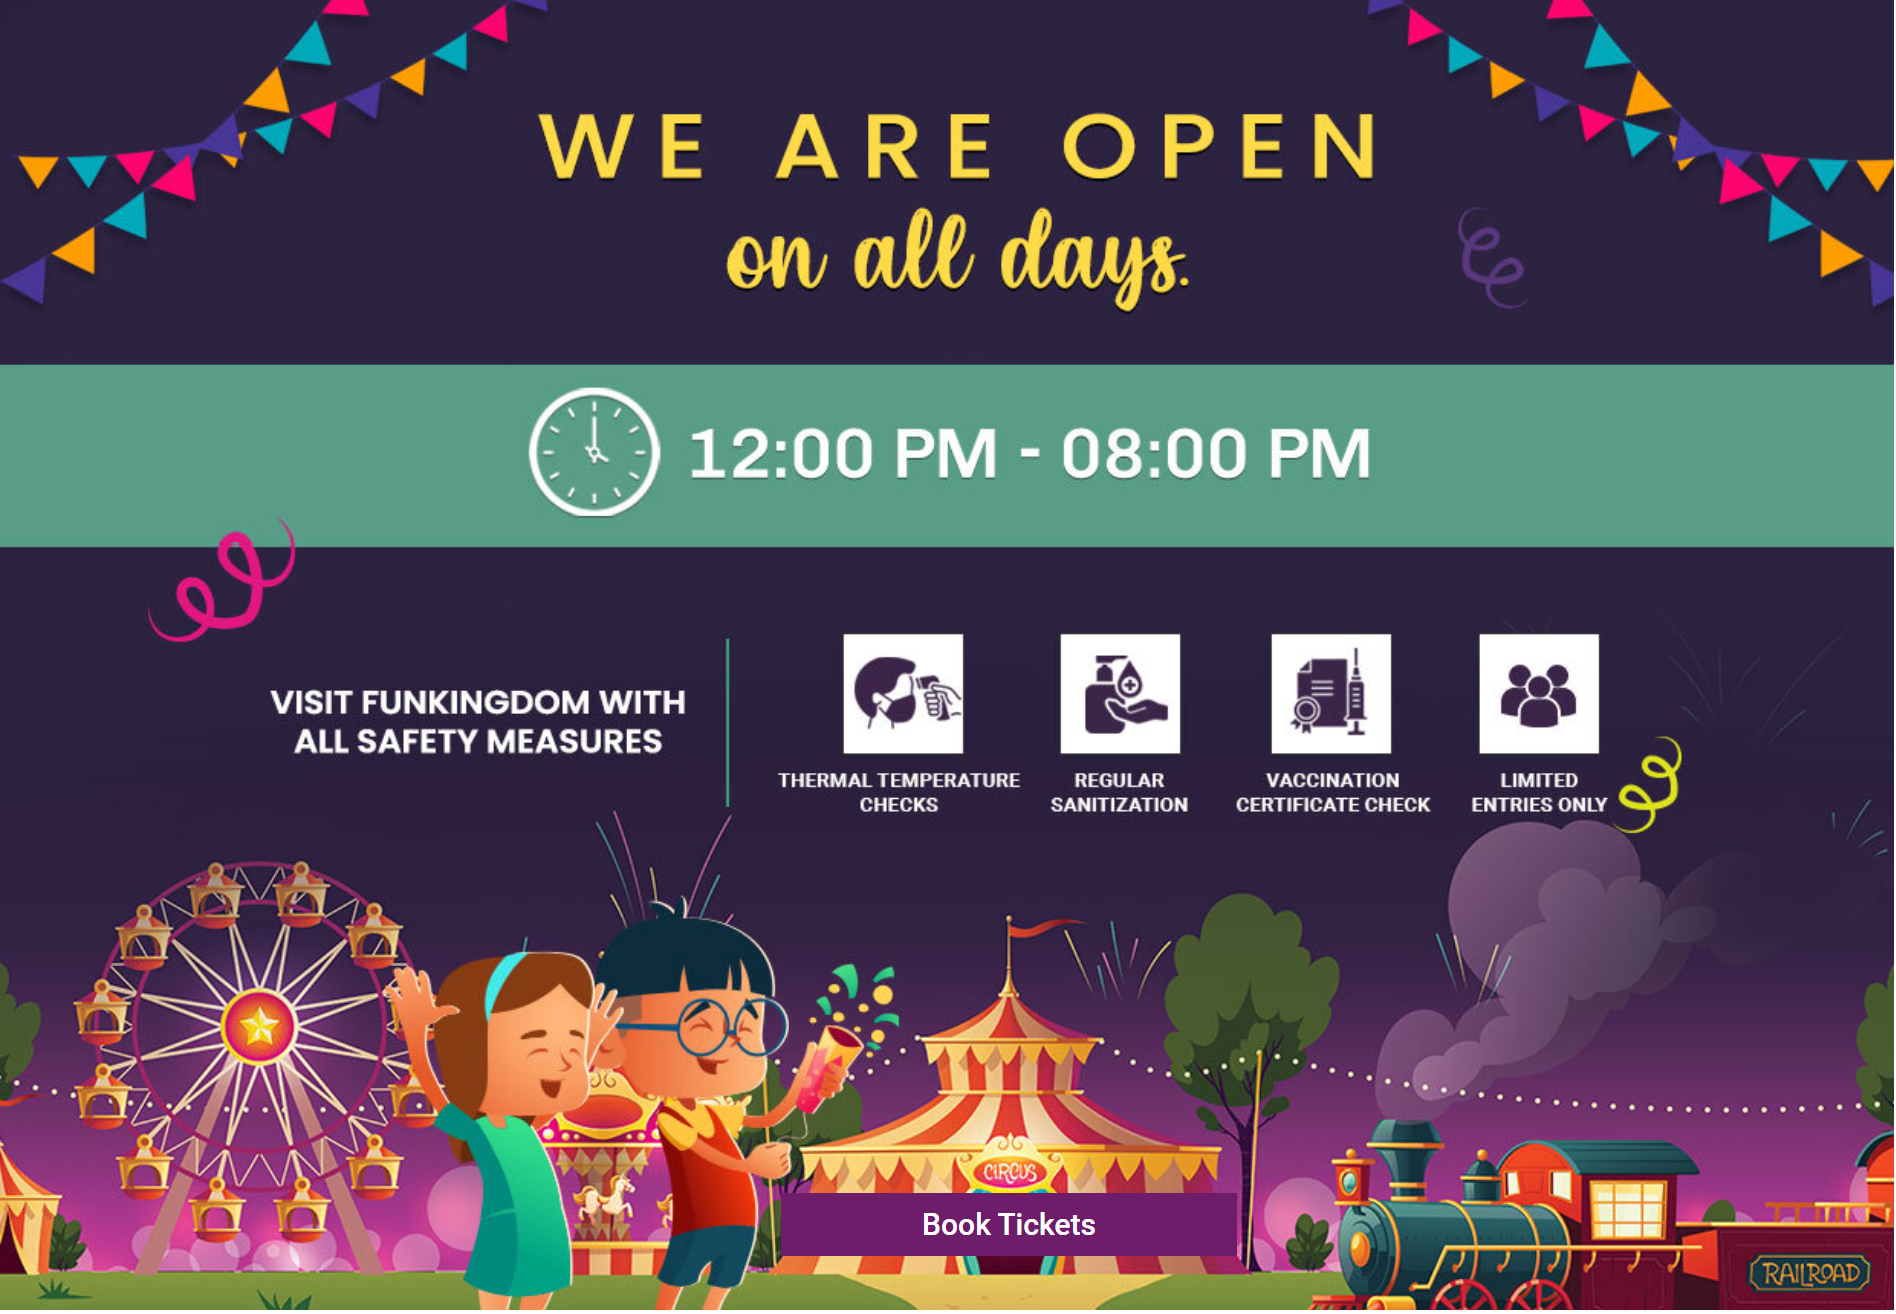 WE ARE OPEN
on all days.
12:00 PM - 08:00 PM
VISIT FUNKINGDOM WITH
ALL SAFETY MEASURES
THERMAL TEMPERATURE
CHECKS
REGULAR
SANITIZATION
VACCINATION
CERTIFICATE CHECK
LIMITED
ENTRIES ONLY
CIRCUS
Book Tickets
RAILROAD